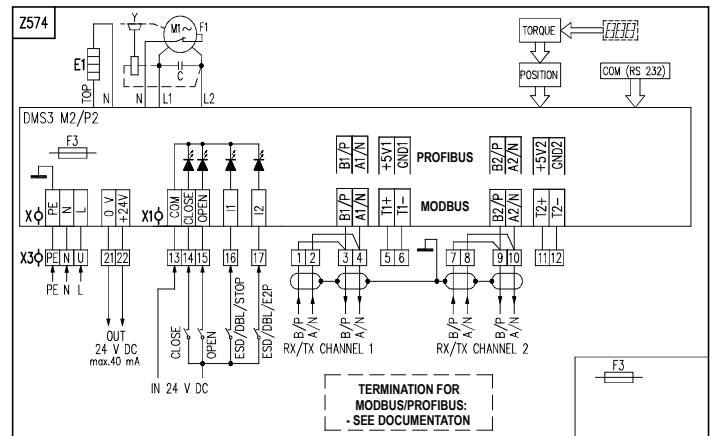 Z574
Y
M1~
F1
E1
C
TOP
N
N
L1
L2
TORQUE
POSITION
COM (RS 232)
DMS3 M2/P2
F3
B1/P
A1/N
+5V1
GND1
PROFIBUS
B2/P
A2/N
+5V2
GND2
X
PE
N
L
0 V
+24V
X1
COM
CLOSE
OPEN
I1
I2
B1/P
A1/N
T1+
T1-
MODBUS
B2/P
A2/N
T2+
T2-
X3
PE
N
U
21
22
13
14
15
16
17
1
2
3
4
5
6
7
8
9
10
11
12
PE N L
OUT
24 V DC
max.40 mA
CLOSE
OPEN
ESD/DBL/STOP
ESD/DBL/E2P
IN 24 V DC
B/P
A/N
B/P
A/N
RX/TX CHANNEL 1
B/P
A/N
B/P
A/N
RX/TX CHANNEL 2
TERMINATION FOR
MODBUS/PROFIBUS:
- SEE DOCUMENTATON
F3